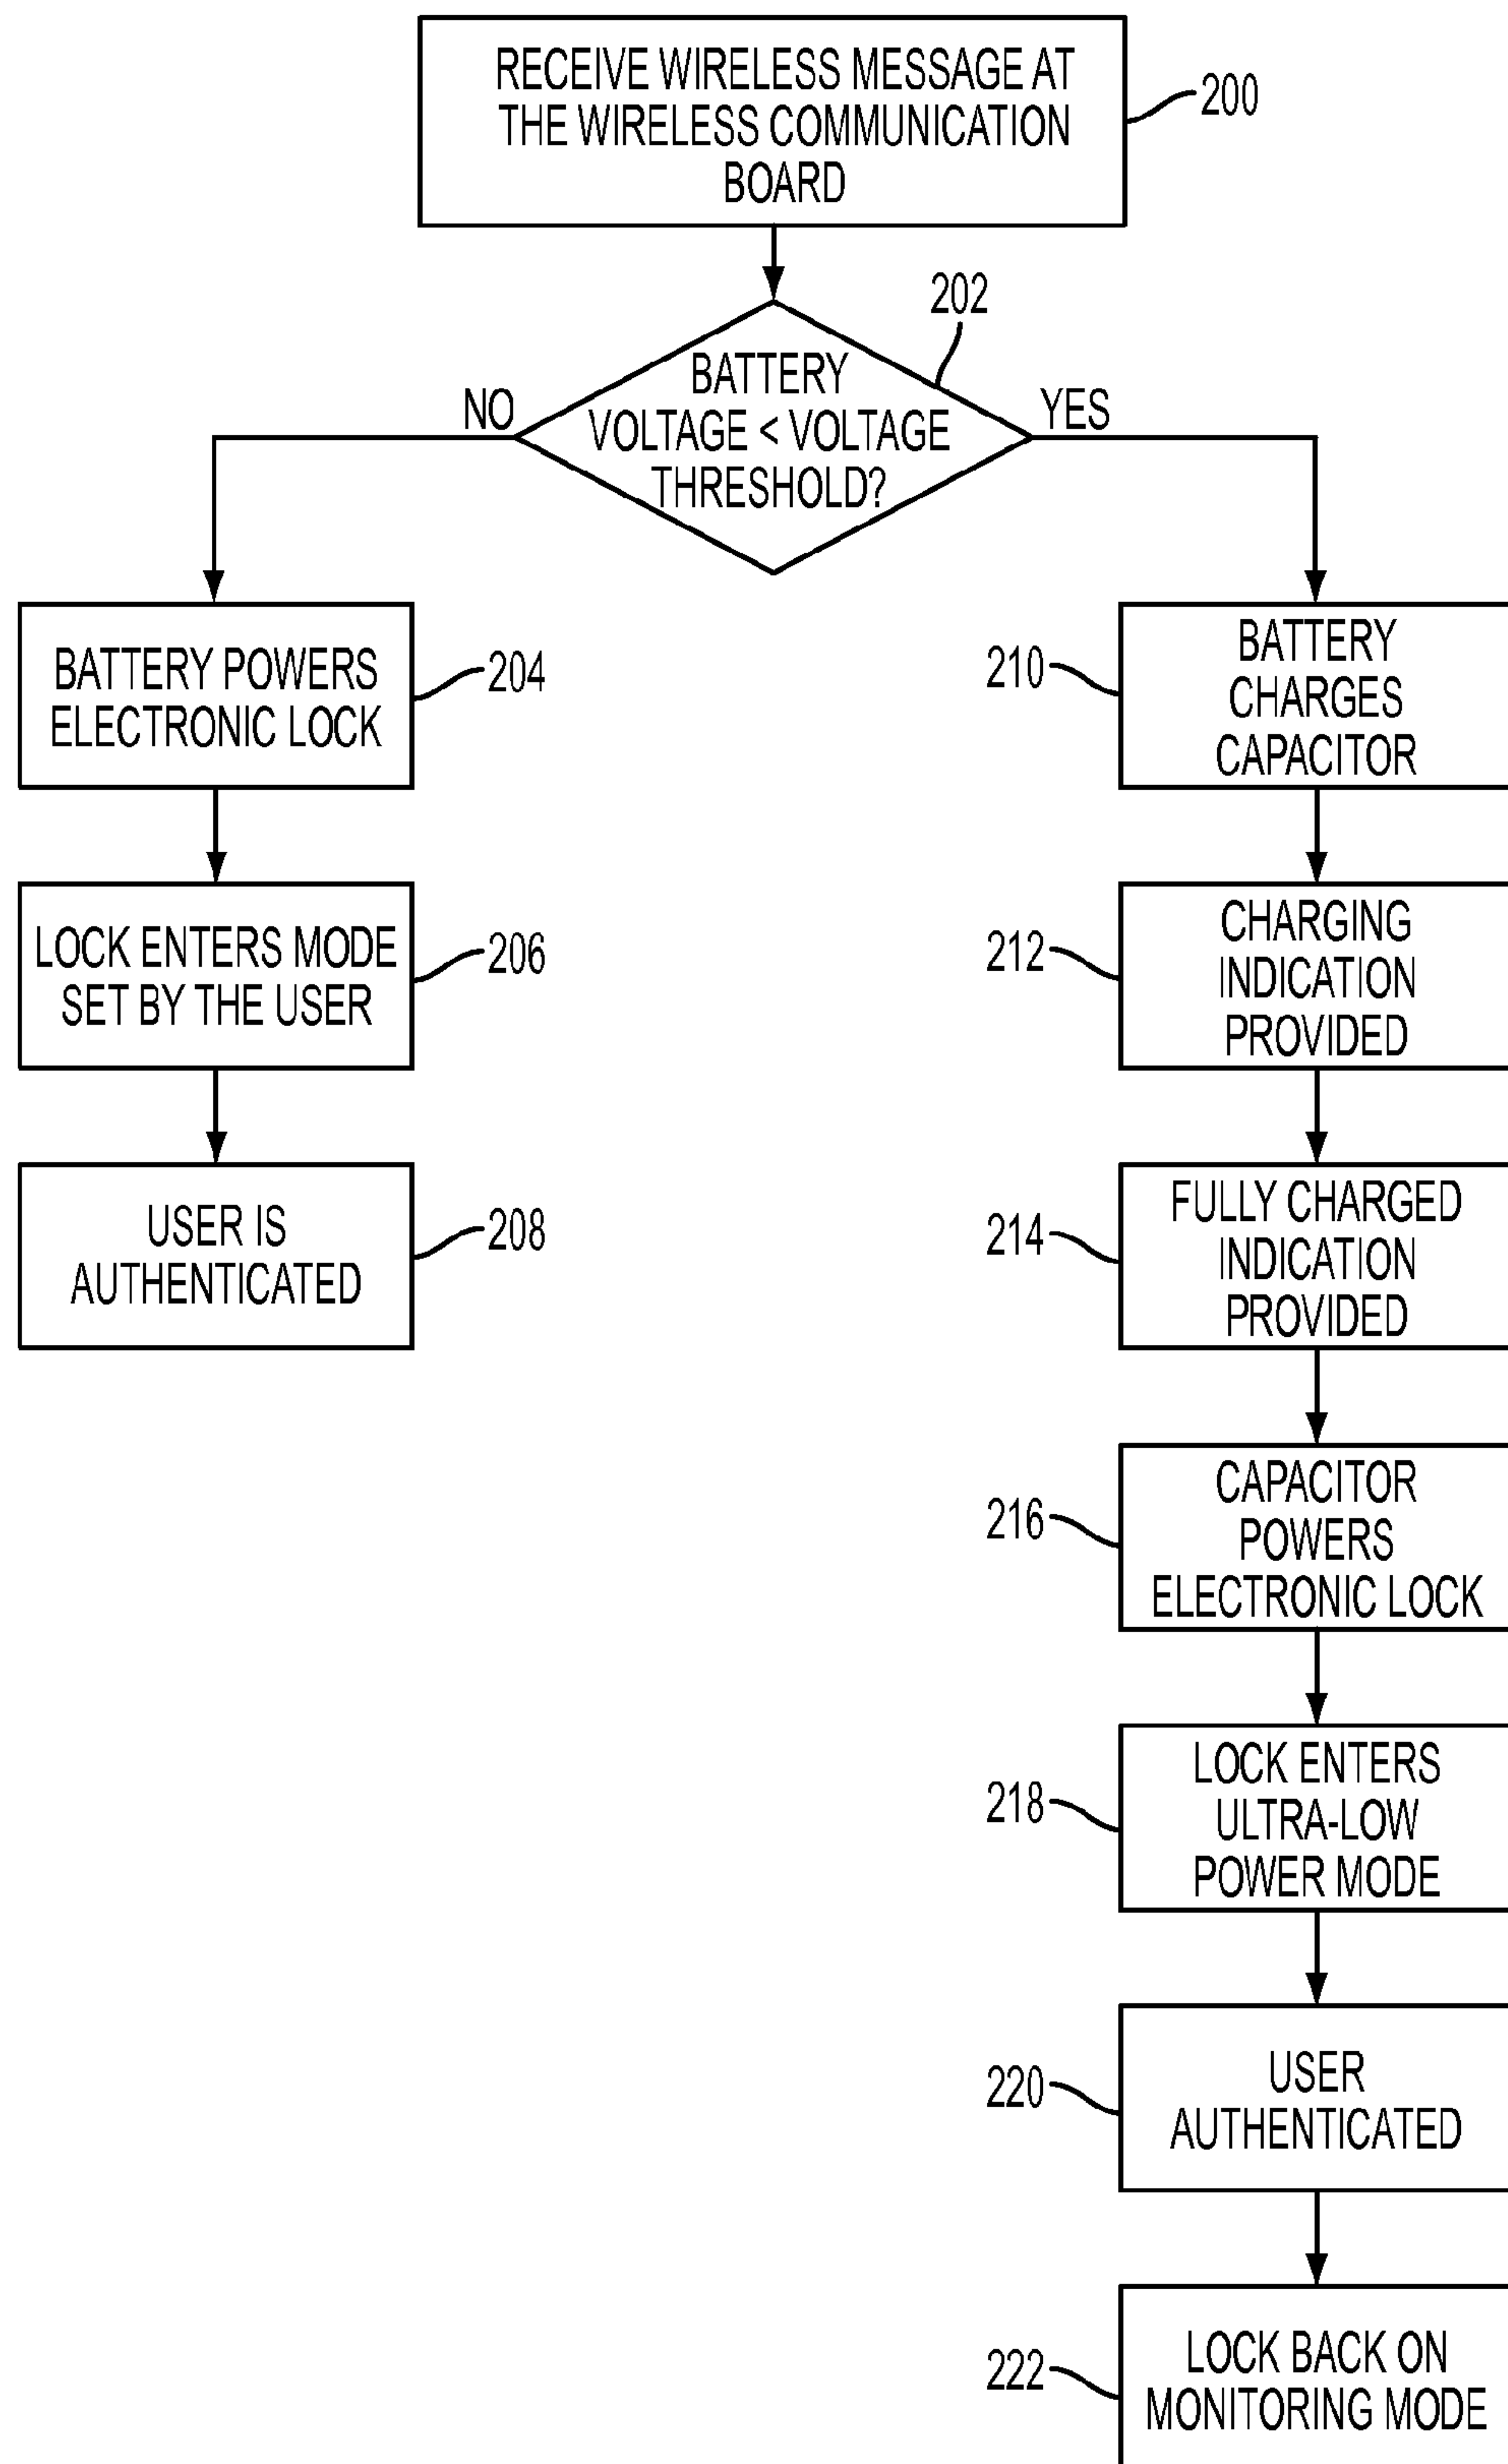 RECEIVE WIRELESS MESSAGE AT
THE WIRELESS COMMUNICATION
BOARD
200
202
BATTERY
VOLTAGE < VOLTAGE
THRESHOLD?
NO
YES
BATTERY POWERS
ELECTRONIC LOCK
204
LOCK ENTERS MODE
SET BY THE USER
206
USER IS
AUTHENTICATED
208
210
BATTERY
CHARGES
CAPACITOR
212
CHARGING
INDICATION
PROVIDED
214
FULLY CHARGED
INDICATION
PROVIDED
216
CAPACITOR
POWERS
ELECTRONIC LOCK
218
LOCK ENTERS
ULTRA-LOW
POWER MODE
220
USER
AUTHENTICATED
222
LOCK BACK ON
MONITORING MODE